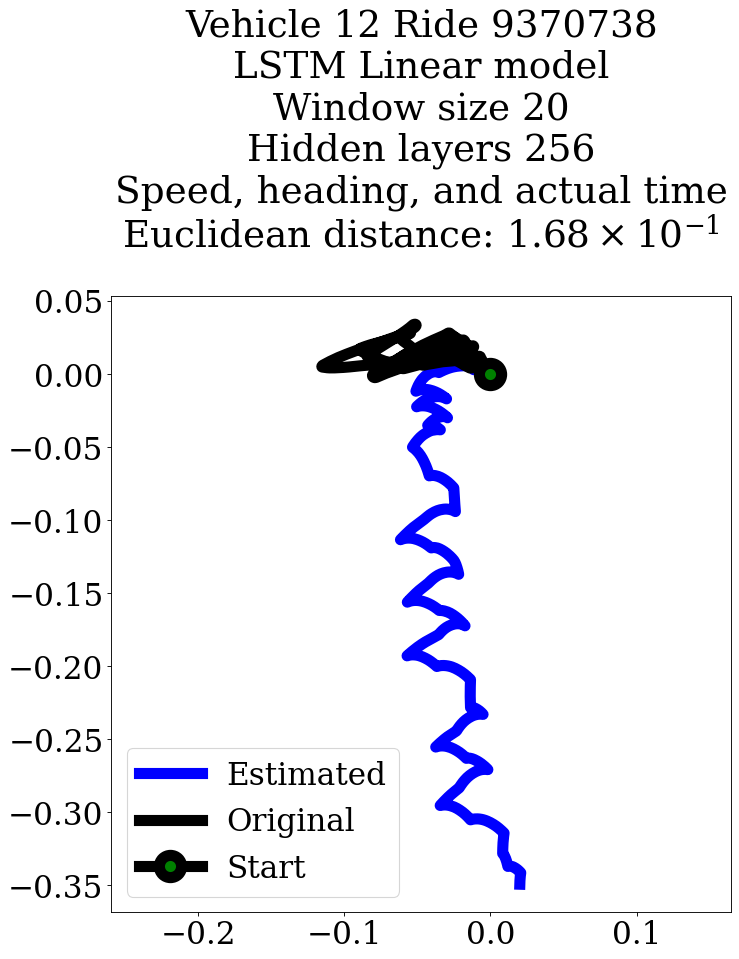 Vehicle 12 Ride 9370738
LSTM Linear model
Window size 20
Hidden layers 256
Speed, heading, and actual time
Euclidean distance: 1.68 × 10⁻¹
0.05
0.00
−0.05
−0.10
−0.15
−0.20
−0.25
−0.30
−0.35
Estimated
Original
Start
−0.2
−0.1
0.0
0.1